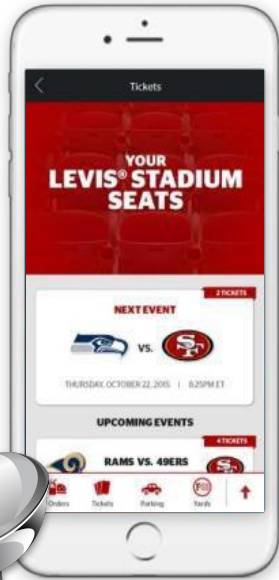 Tickets
YOUR
LEVIS® STADIUM
SEATS
2 TICKETS
NEXT EVENT
VS.
THURSDAY, OCTOBER 22, 2015 | 8:25PM ET
UPCOMING EVENTS
4 TICKETS
RAMS VS. 49ERS
Orders Tickets Parking Yards